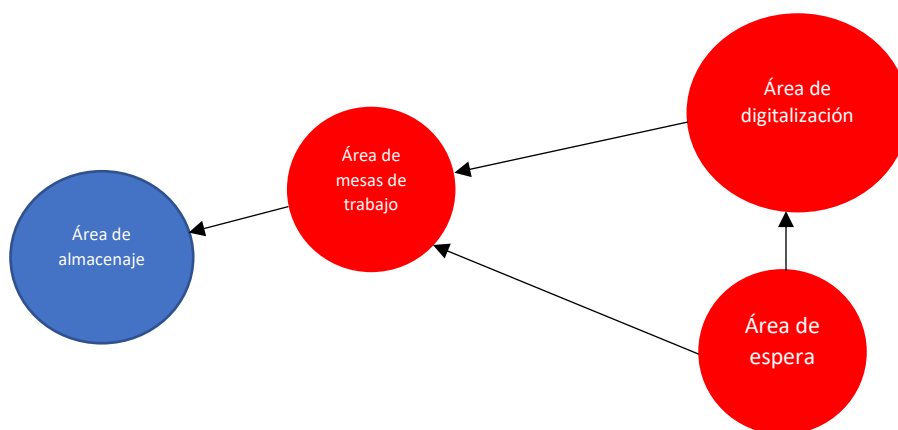 Área de
digitalización
Área de
mesas de
trabajo
Área de
almacenaje
Área de
espera